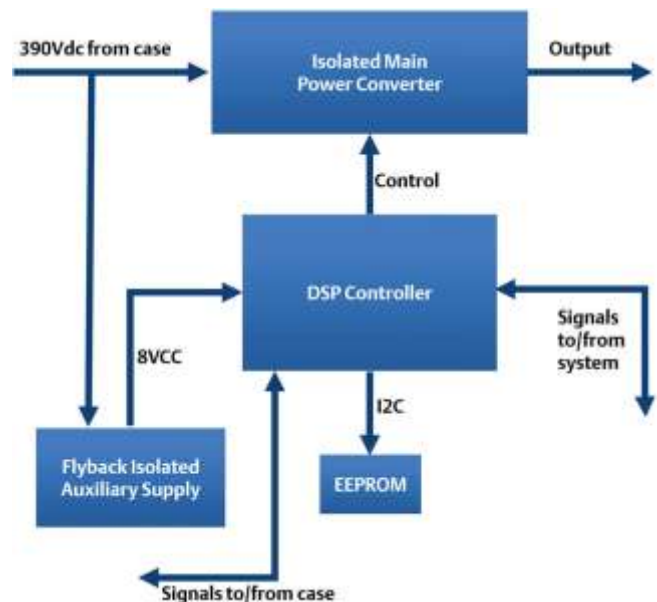 390Vdc from case
Isolated Main
Power Converter
Output
Control
DSP Controller
Signals
to/from
system
8VCC
I2C
Flyback Isolated
Auxiliary Supply
EEPROM
Signals to/from case